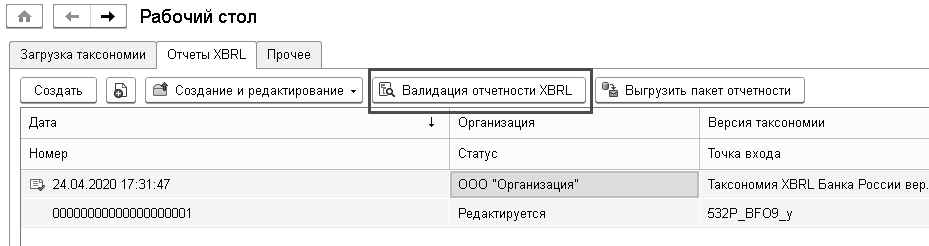 Рабочий стол
Загрузка таксономии Отчеты XBRL Прочее
Создать Создание и редактирование Валидация отчетности XBRL Выгрузить пакет отчетности
Дата Организация Версия таксономии
Номер Статус Точка входа
24.04.2020 17:31:47 ООО "Организация" Таксономия XBRL Банка России вер.
00000000000000000001 Редактируется 532P_BFO9_y